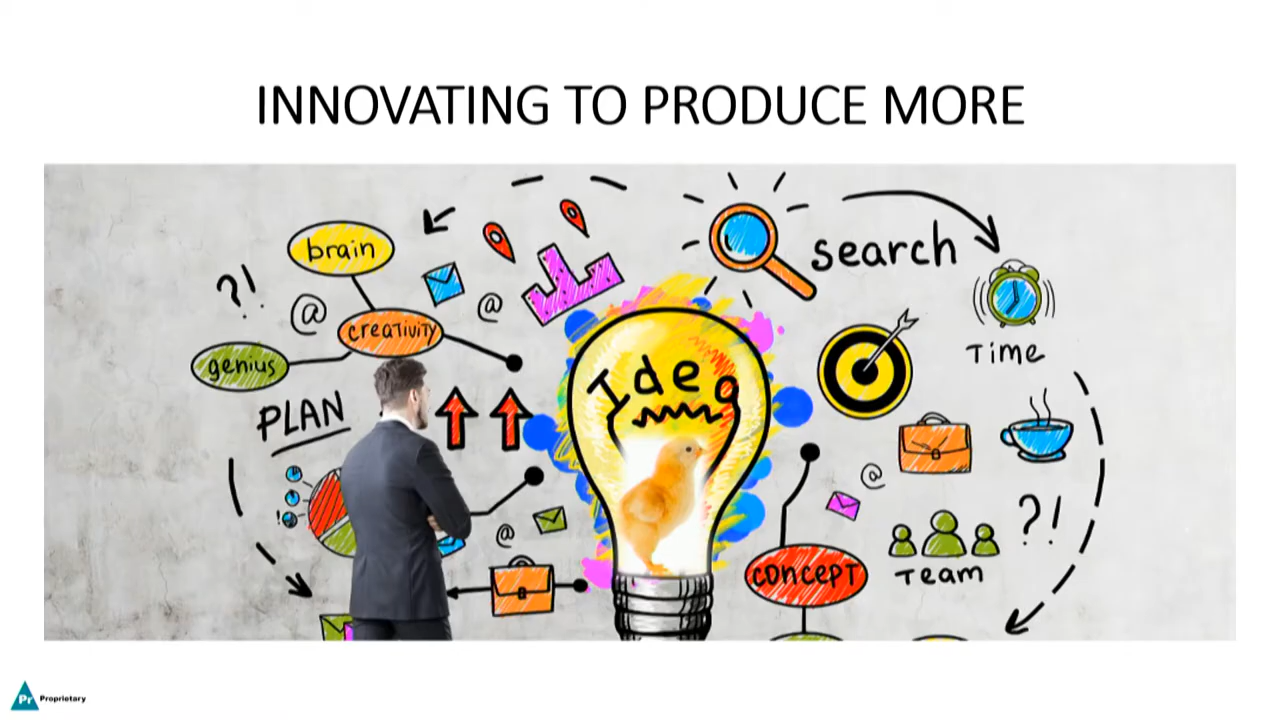 INNOVATING TO PRODUCE MORE
brain
search
?!
@
@
creativity
Time
genius
Idea
PLAN
@
?!
@
concept
Team
Pr Proprietary